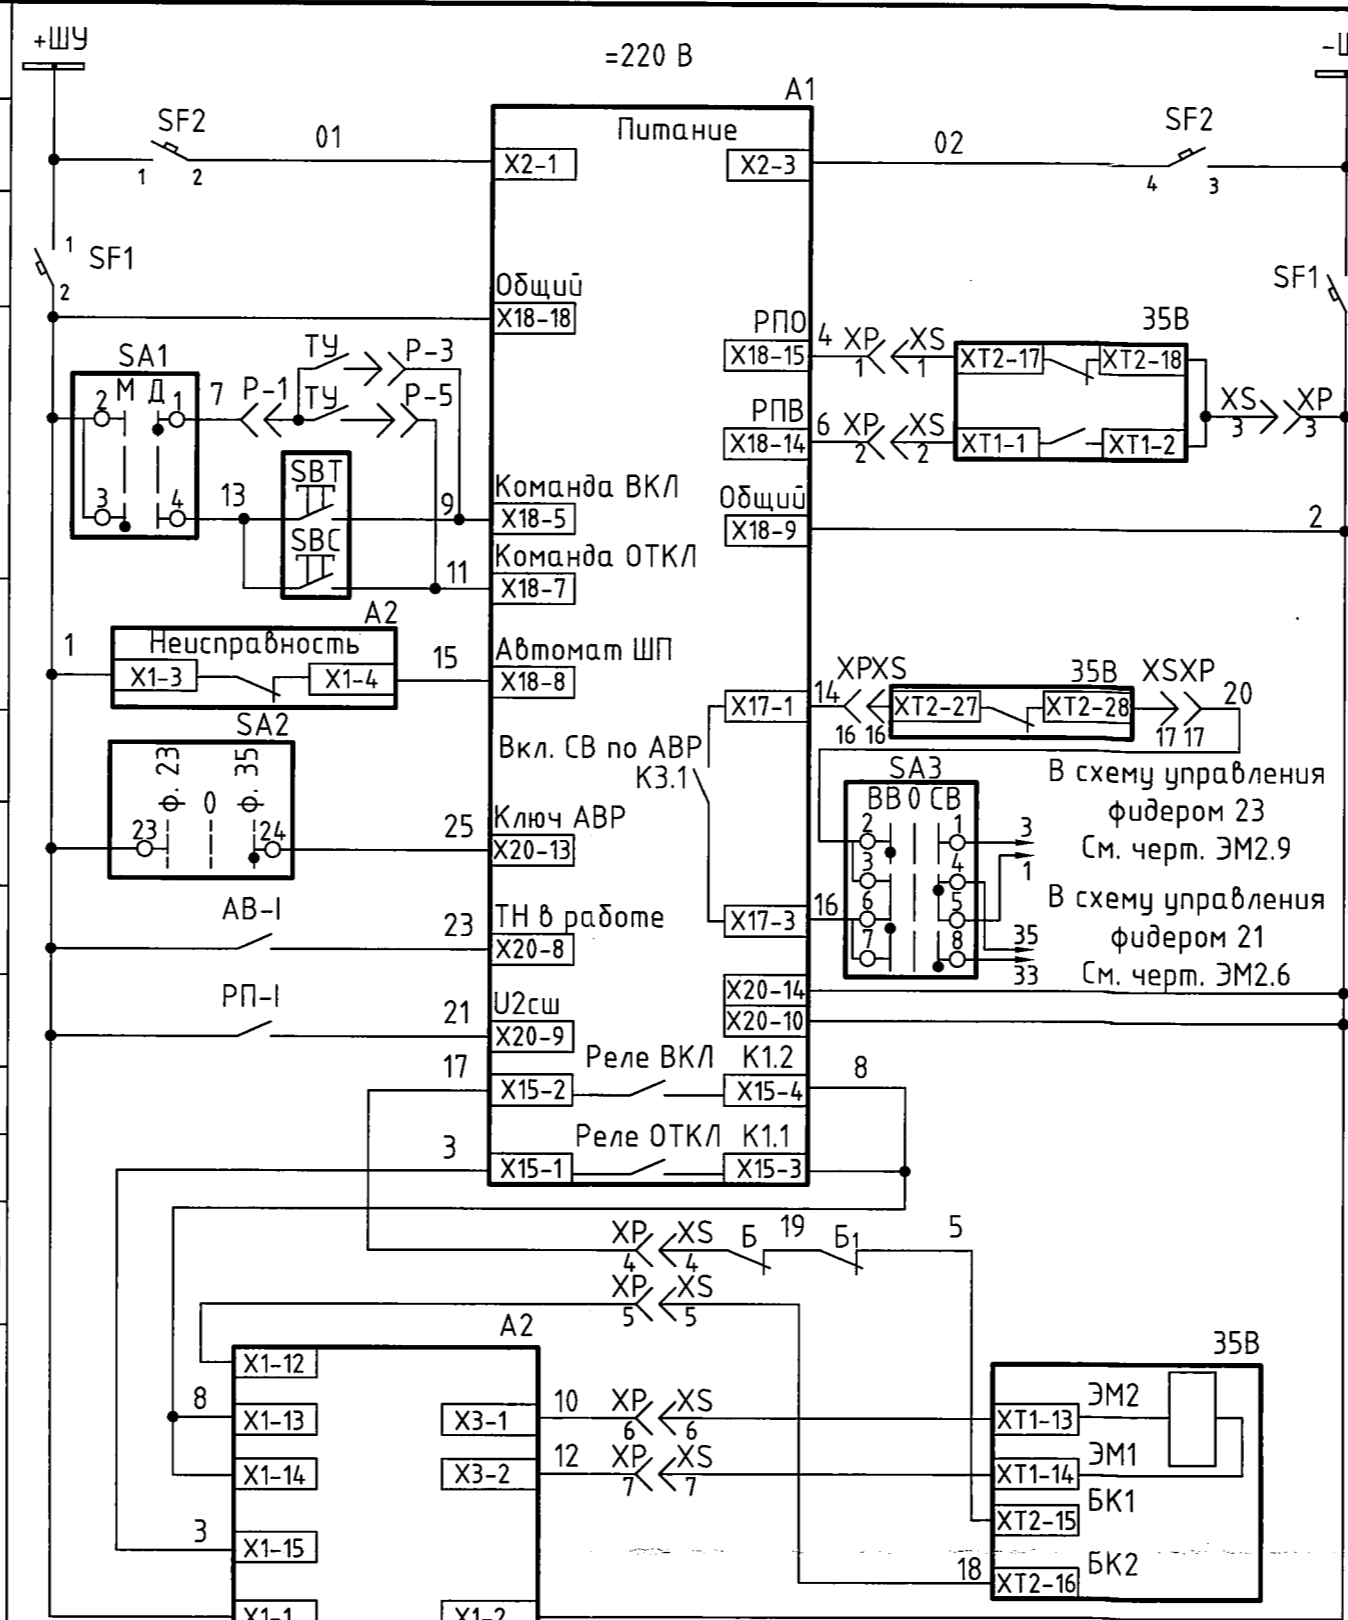 +ШУ
=220 В
SF2
01
1
2
SF1
1
2
A1
Питание
X2-1
X2-3
02
SF2
4
3
SF1
Общий
X18-18
SA1
М Д
2
1
3
4
7
Р-1
ТУ
Р-3
ТУ
Р-5
13
SBT
SBC
9
11
Команда ВКЛ
X18-5
Команда ОТКЛ
X18-7
РПО
X18-15
4
XP
XS
1
1
35В
XT2-17
XT2-18
РПВ
X18-14
6
XP
XS
2
2
XT1-1
XT1-2
XS
XP
3
3
Общий
X18-9
2
1
A2
Неисправность
X1-3
X1-4
15
Автомат ШП
X18-8
SA2
ф. 23
0
ф. 35
23
24
25
Ключ АВР
X20-13
Вкл. СВ по АВР
К3.1
X17-1
14
XPXS
16 16
35В
XT2-27
XT2-28
XSXP
17 17
20
SA3
ВВ 0 СВ
2
1
3
4
6
5
7
8
3
1
35
33
В схему управления
фидером 23
См. черт. ЭМ2.9
В схему управления
фидером 21
См. черт. ЭМ2.6
X17-3
16
АВ-I
23
ТН в работе
X20-8
РП-I
21
U2сш
X20-9
X20-14
X20-10
17
X15-2
Реле ВКЛ
К1.2
X15-4
8
3
X15-1
Реле ОТКЛ
К1.1
X15-3
XP
XS
4
4
Б
19
Б1
5
XP
XS
5
5
A2
X1-12
8
X1-13
X1-14
3
X1-15
X1-1
X3-1
10
XP
XS
6
6
X3-2
12
XP
XS
7
7
X1-2
35В
XT1-13
ЭМ2
XT1-14
ЭМ1
XT2-15
БК1
18
XT2-16
БК2